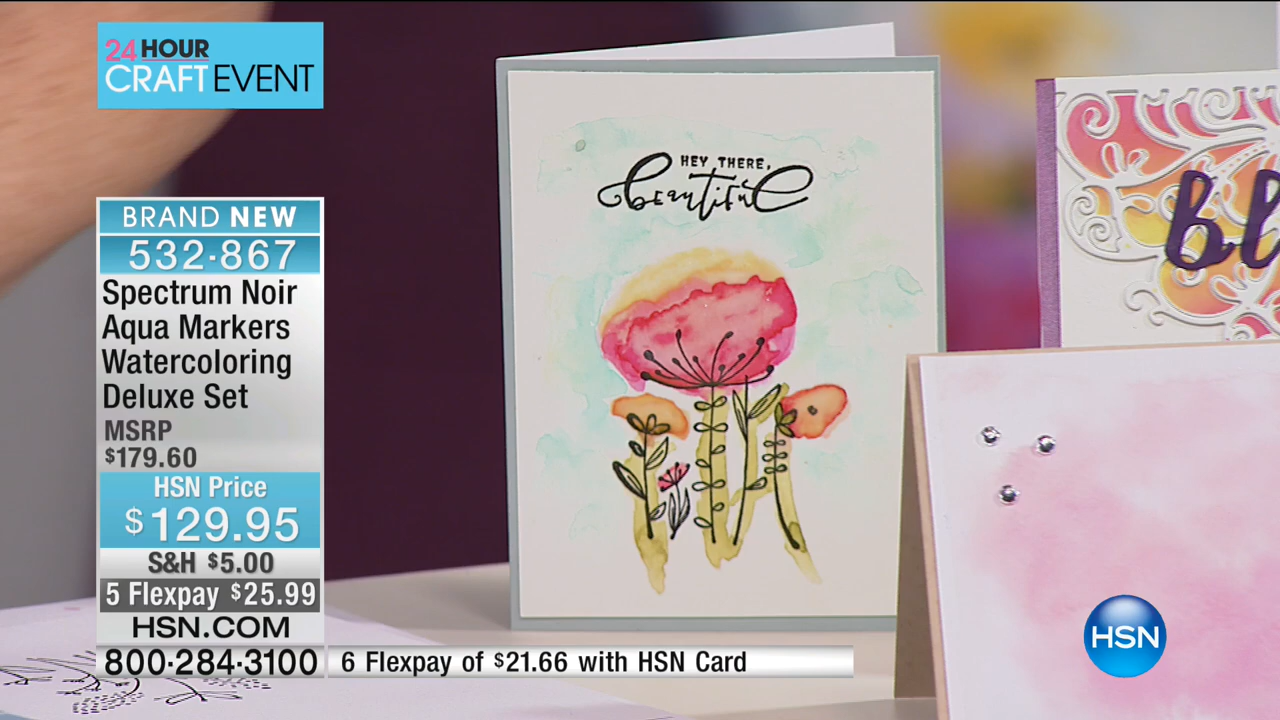 24 HOUR
CRAFT EVENT
BRAND NEW
532-867
Spectrum Noir
Aqua Markers
Watercoloring
Deluxe Set
MSRP
$179.60
HSN Price
$129.95
S&H $5.00
5 Flexpay $25.99
HSN.COM
800-284-3100
6 Flexpay of $21.66 with HSN Card
HEY THERE,
beautiful
HSN